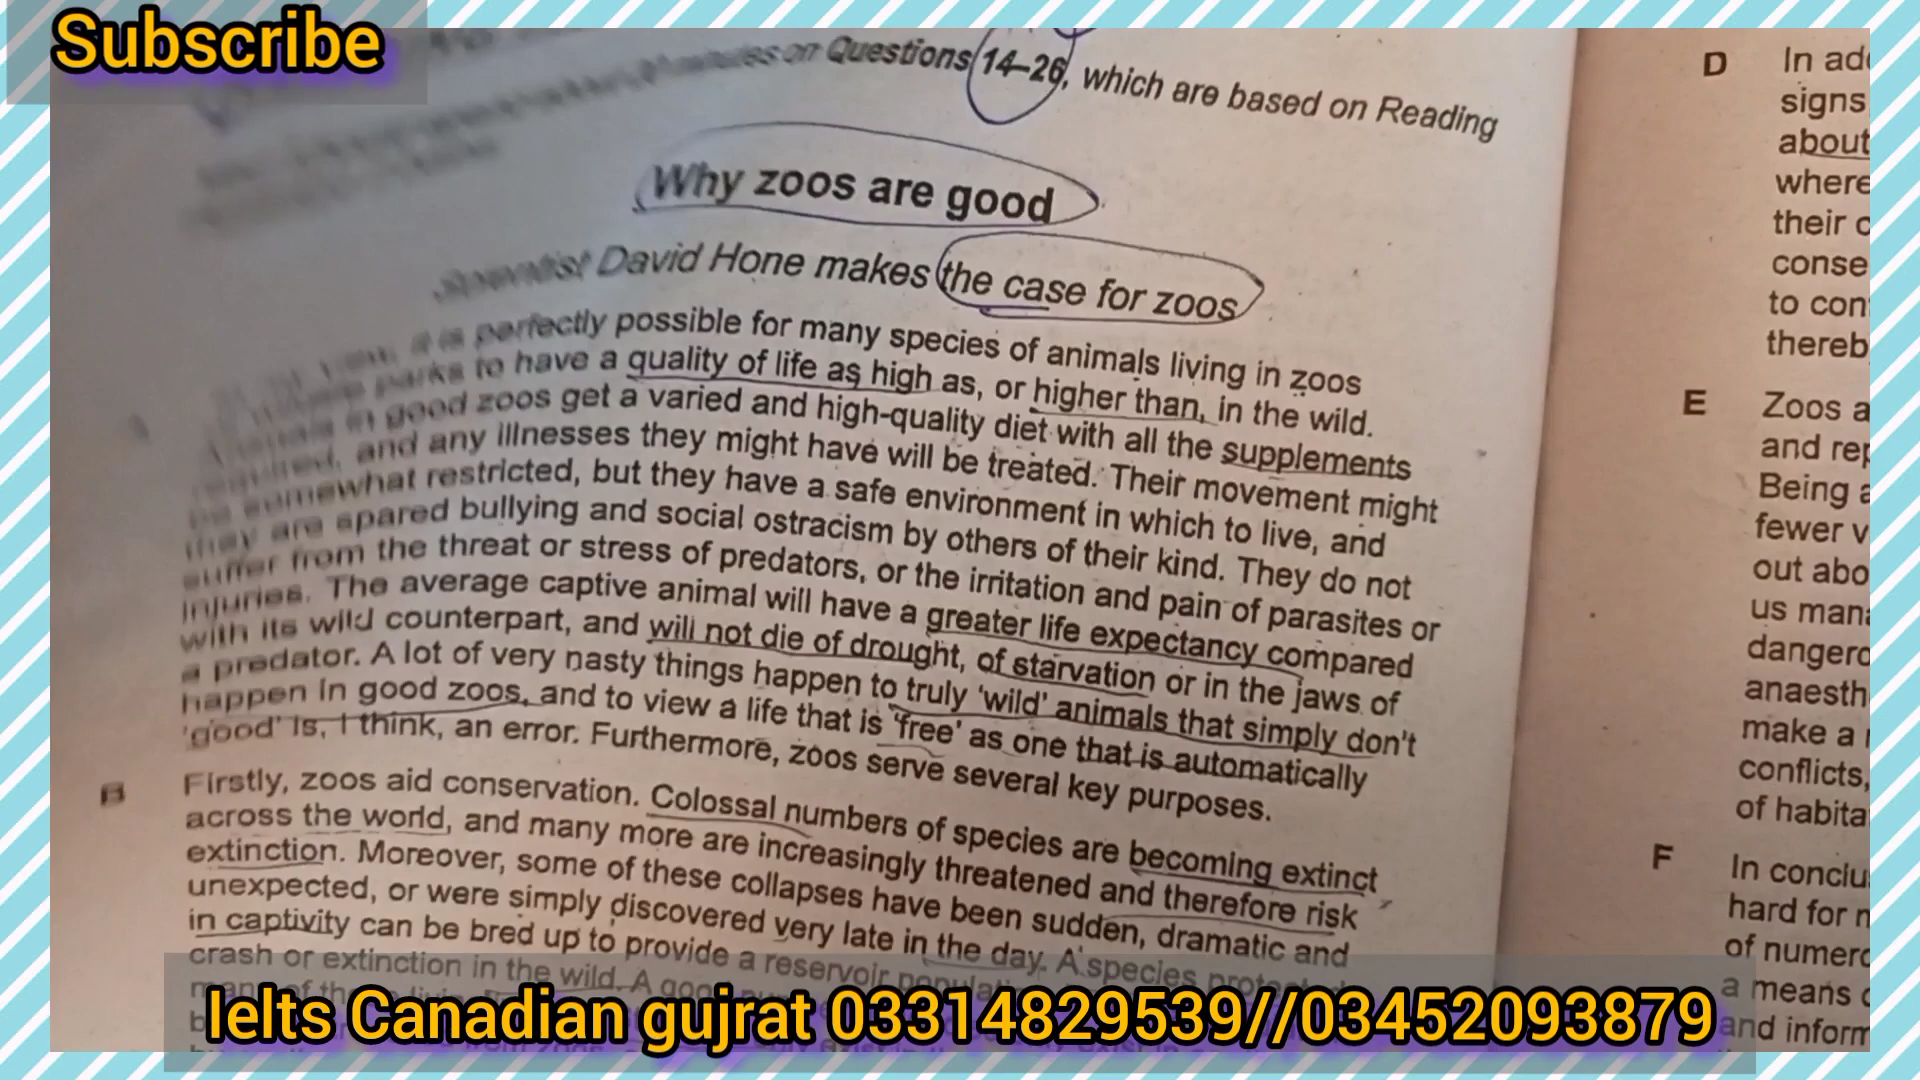 Subscribe
on Questions 14–26, which are based on Reading
Why zoos are good
Scientist David Hone makes the case for zoos
view, it is perfectly possible for many species of animals living in zoos
parks to have a quality of life as high as, or higher than, in the wild.
Animals in good zoos get a varied and high-quality diet with all the supplements
required, and any illnesses they might have will be treated. Their movement might
be somewhat restricted, but they have a safe environment in which to live, and
they are spared bullying and social ostracism by others of their kind. They do not
suffer from the threat or stress of predators, or the irritation and pain of parasites or
injuries. The average captive animal will have a greater life expectancy compared
with its wild counterpart, and will not die of drought, of starvation or in the jaws of
a predator. A lot of very nasty things happen to truly 'wild' animals that simply don't
happen in good zoos, and to view a life that is 'free' as one that is automatically
'good' is, I think, an error. Furthermore, zoos serve several key purposes.
B Firstly, zoos aid conservation. Colossal numbers of species are becoming extinct
across the world, and many more are increasingly threatened and therefore risk
extinction. Moreover, some of these collapses have been sudden, dramatic and
unexpected, or were simply discovered very late in the day. A species protected
in captivity can be bred up to provide a reservoir population
crash or extinction in the wild. A good
D In ad
signs
about
where
their
conse
to con
thereb
E Zoos a
and rep
Being a
fewer v
out abo
us man
dangero
anaesth
make a
conflicts,
of habita
F In conclu
hard for
of numero
a means
and inform
Ielts Canadian gujrat 03314829539//03452093879